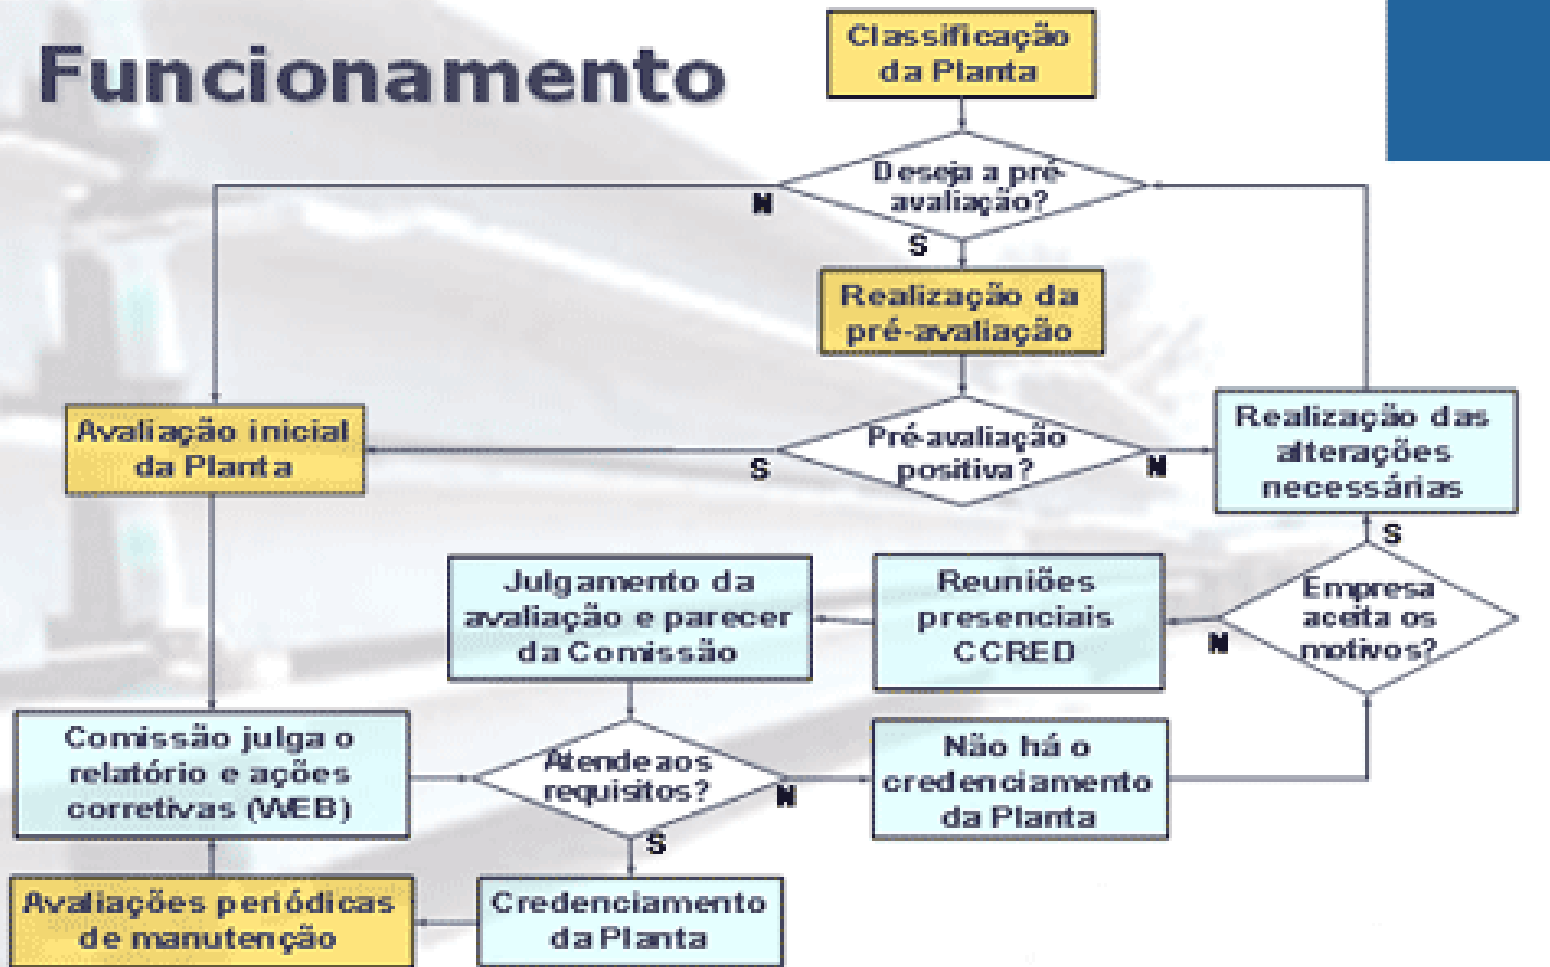 Funcionamento
Classificação
da Planta
Deseja a pré-
avaliação?
N
S
Realização da
pré-avaliação
Avaliação inicial
da Planta
S
Pré-avaliação
positiva?
N
Realização das
alterações
necessárias
S
Julgamento da
avaliação e parecer
da Comissão
Reuniões
presenciais
CCRED
N
Empresa
aceita os
motivos?
Comissão julga o
relatório e ações
corretivas (WEB)
Atende aos
requisitos?
N
S
Não há o
credenciamento
da Planta
Avaliações periódicas
de manutenção
Credenciamento
da Planta